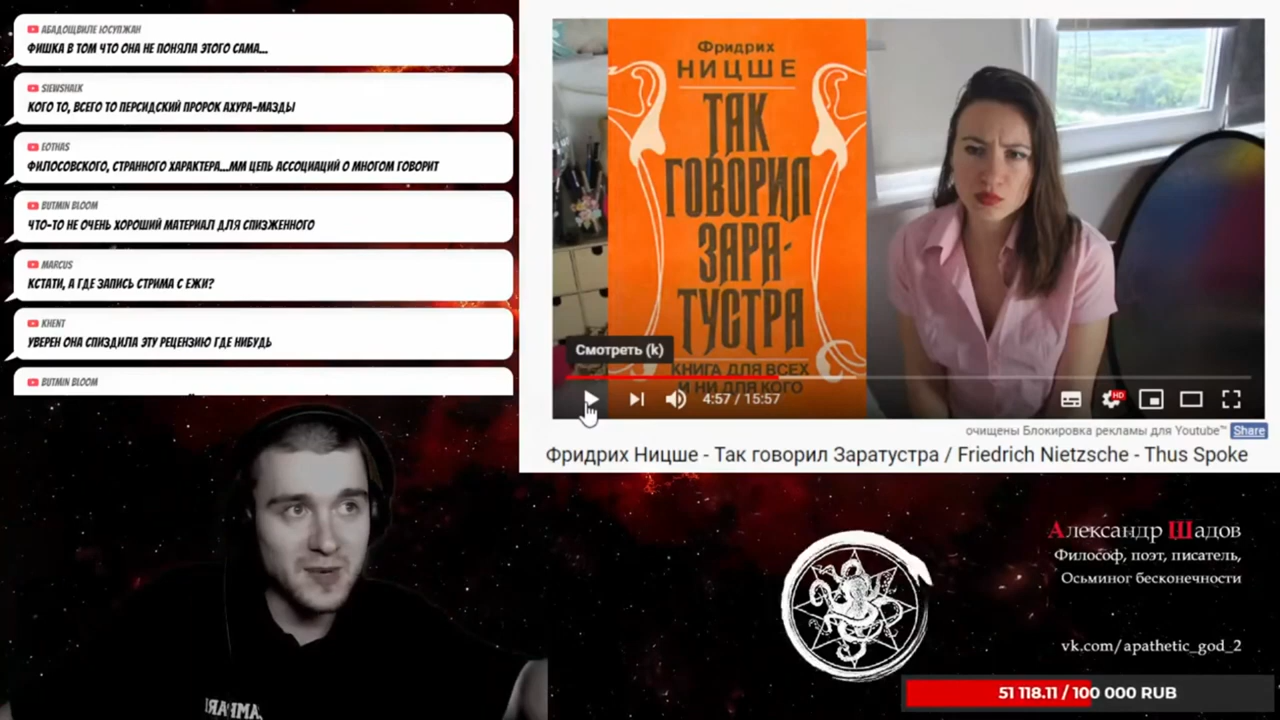 АБАДОЩВИЛЕ ЮСУПЖАН
ФИШКА В ТОМ ЧТО ОНА НЕ ПОНЯЛА ЭТОГО САМА...
SIEWSHALK
КОГО ТО, ВСЕГО ТО ПЕРСИДСКИЙ ПРОРОК АХУРА-МАЗДЫ
EOTHAS
ФИЛОСОВСКОГО, СТРАННОГО ХАРАКТЕРА...ММ ЦЕПЬ АССОЦИАЦИЙ О МНОГОМ ГОВОРИТ
BUTMIN BLOOM
ЧТО-ТО НЕ ОЧЕНЬ ХОРОШИЙ МАТЕРИАЛ ДЛЯ СПИЗЖЕННОГО
MARCUS
КСТАТИ, А ГДЕ ЗАПИСЬ СТРИМА С ЕЖИ?
KHENT
УВЕРЕН ОНА СПИЗДИЛА ЭТУ РЕЦЕНЗИЮ ГДЕ НИБУДЬ
BUTMIN BLOOM
Фридрих
НИЦШЕ
ТАК
ГОВОРИЛ
ЗАРА-
ТУСТРА
КНИГА ДЛЯ ВСЕХ
И НИ ДЛЯ КОГО
Смотреть (k)
4:57 / 15:57
HD
очищены Блокировка рекламы для Youtube™ Share
Фридрих Ницше - Так говорил Заратустра / Friedrich Nietzsche - Thus Spoke
Александр Шадов
Философ, поэт, писатель,
Осьминог бесконечности
vk.com/apathetic_god_2
51 118.11 / 100 000 RUB